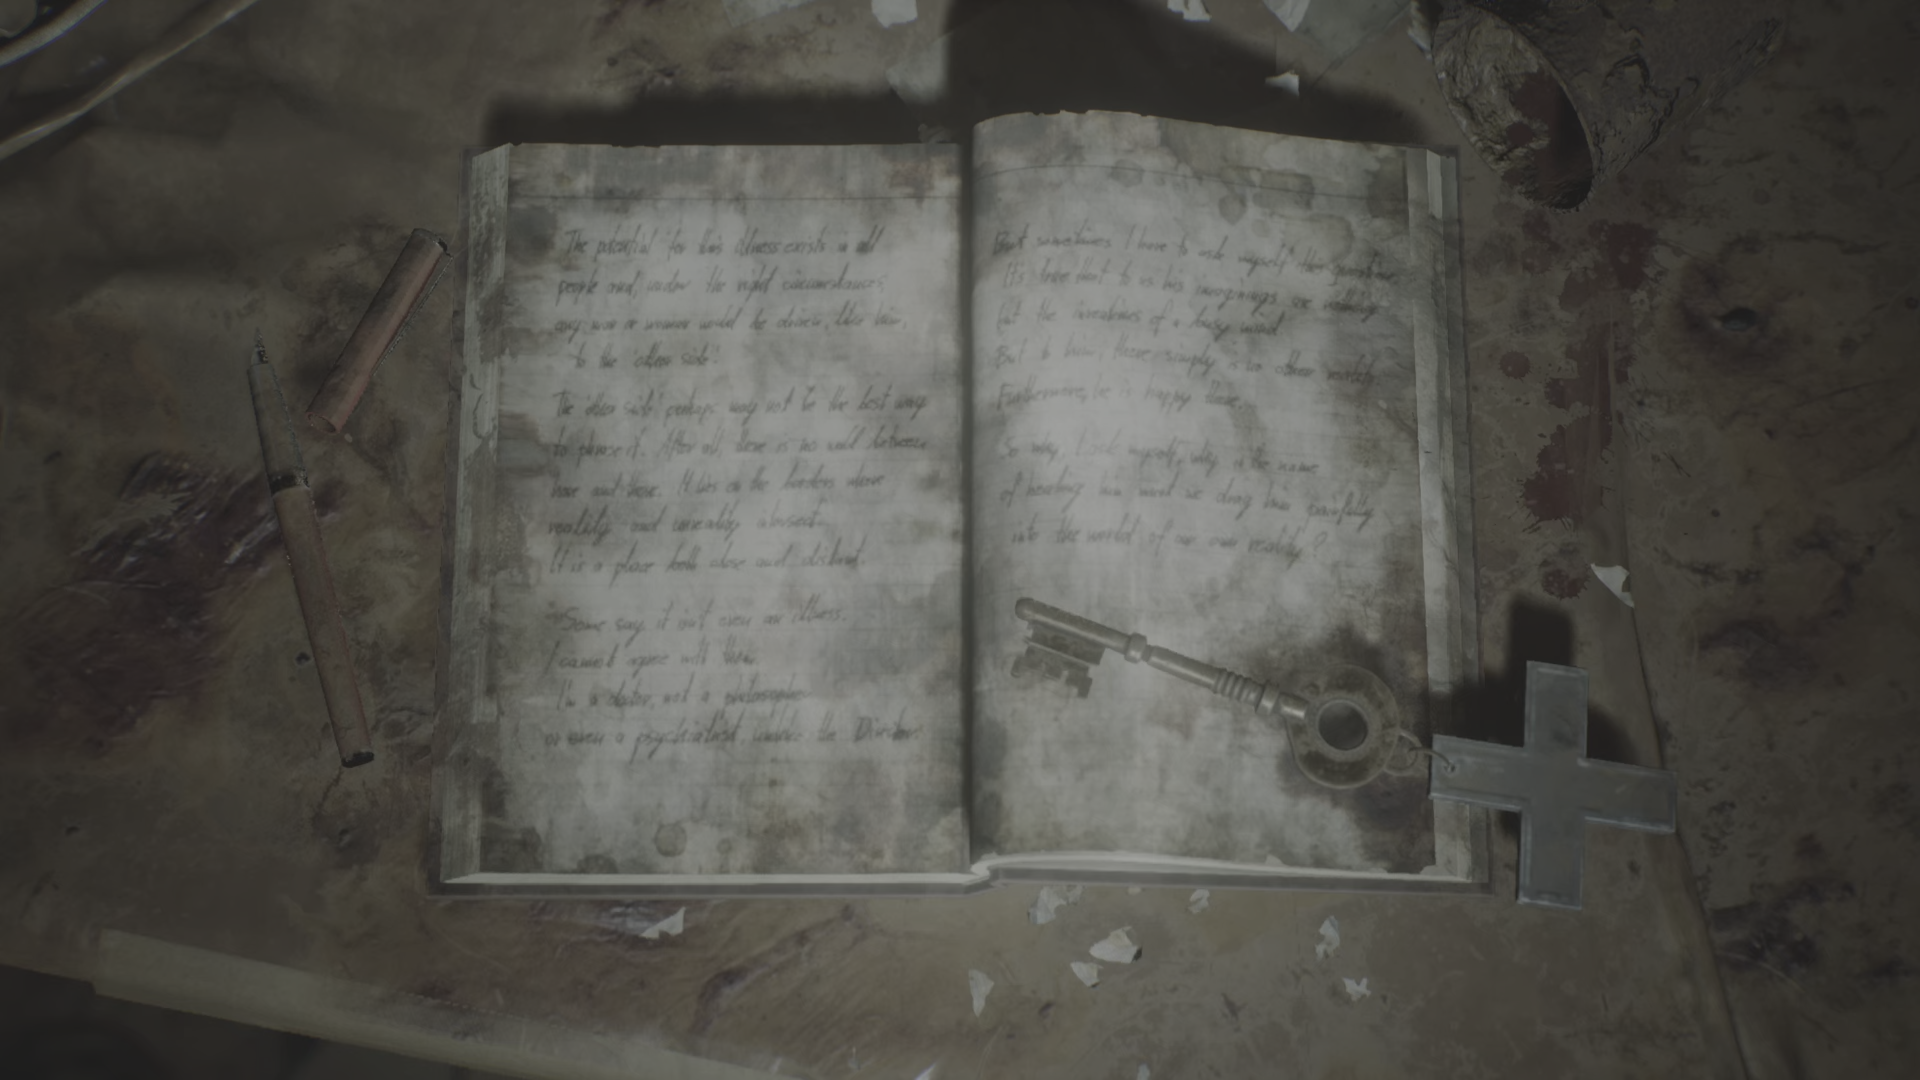 The potential for this illness exists in all
people and, under the right circumstances,
any man or woman would be driven, like him,
to the 'other side'.
The 'other side' perhaps may not be the best way
to phrase it. After all, there is no wall between
here and there. It lies on the borders where
reality and unreality intersect.
It is a place both close and distant.
Some say it isn't even an illness.
I cannot agree with them.
I'm a doctor, not a philosopher
or even a psychiatrist, unlike the Director.
But sometimes I have to ask myself this question.
It's true that to us his imaginings are nothing
but the inventions of a busy mind.
But to him, there simply is no other reality.
Furthermore, he is happy there.
So why, I ask myself, why in the name
of healing him must we drag him painfully
into the world of our own reality?